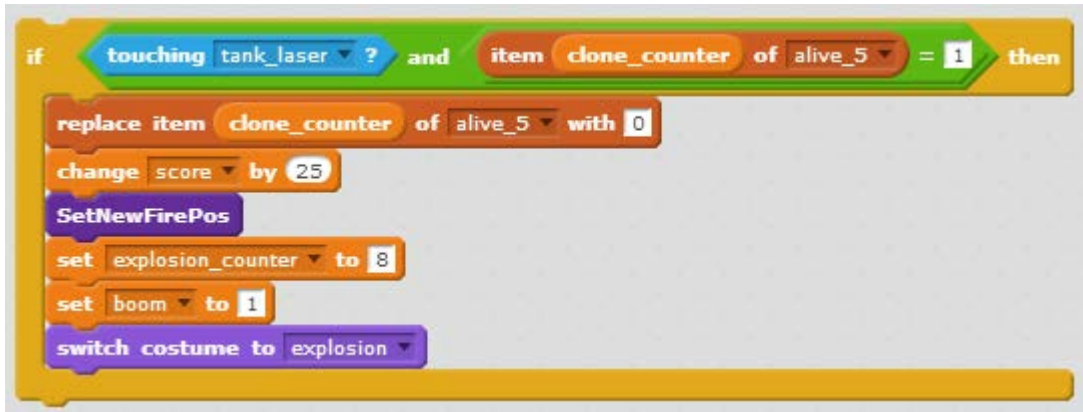 if touching tank_laser ? and item clone_counter of alive_5 = 1 then
replace item clone_counter of alive_5 with 0
change score by 25
SetNewFirePos
set explosion_counter to 8
set boom to 1
switch costume to explosion